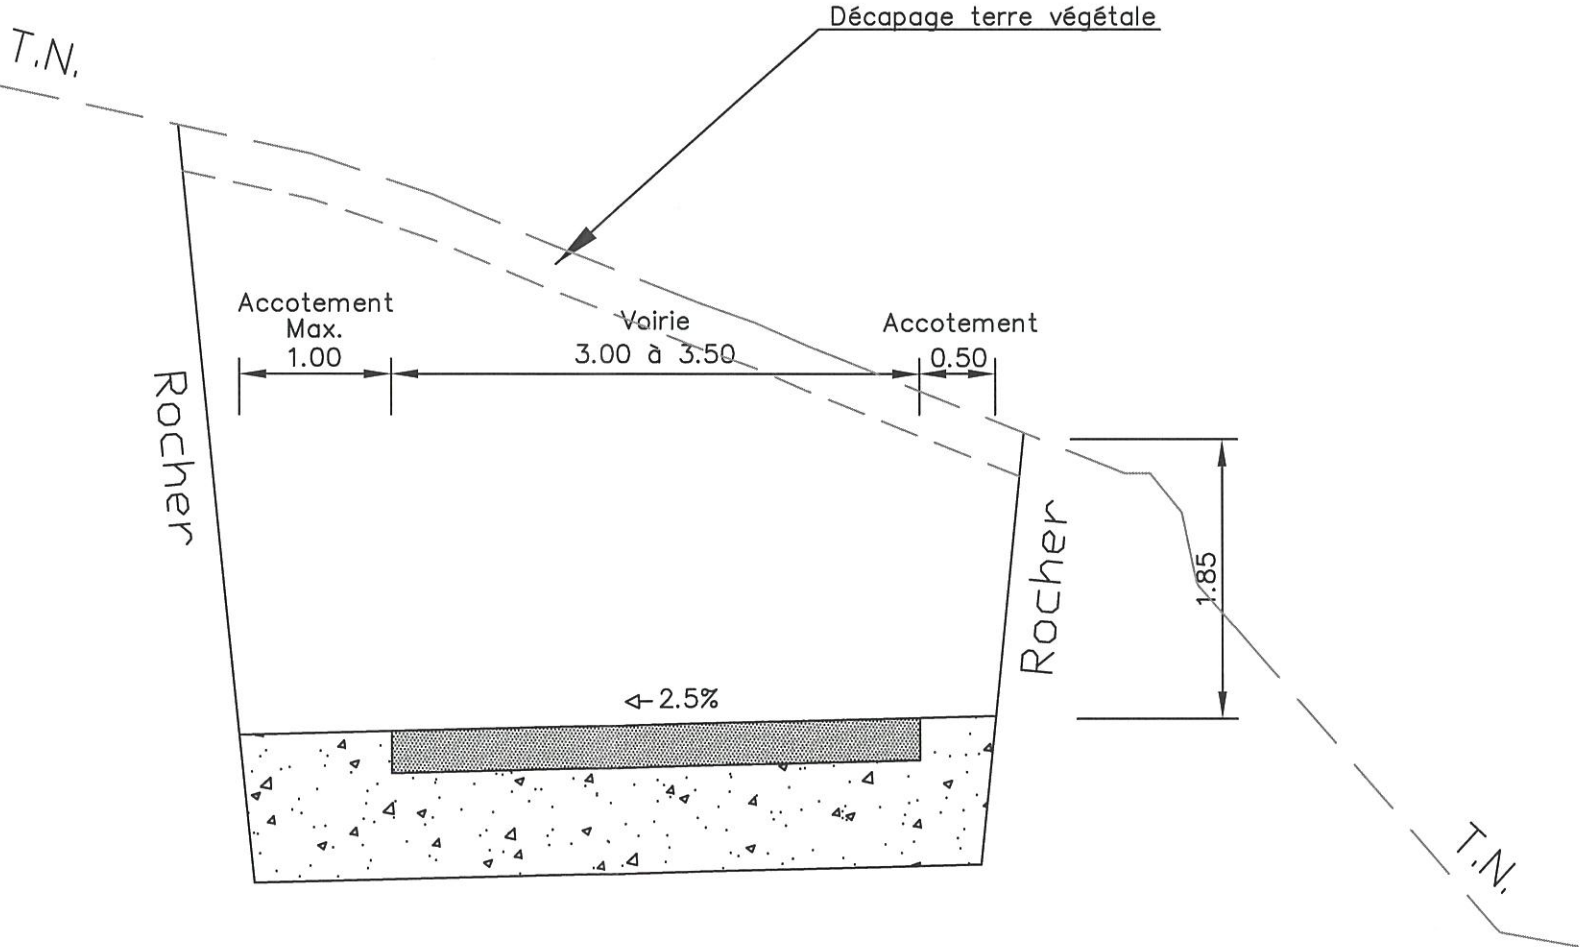 Décapage terre végétale
T.N.
Accotement
Max.
1.00
Voirie
3.00 à 3.50
Accotement
0.50
Rocher
Rocher
1.85
2.5%
T.N.